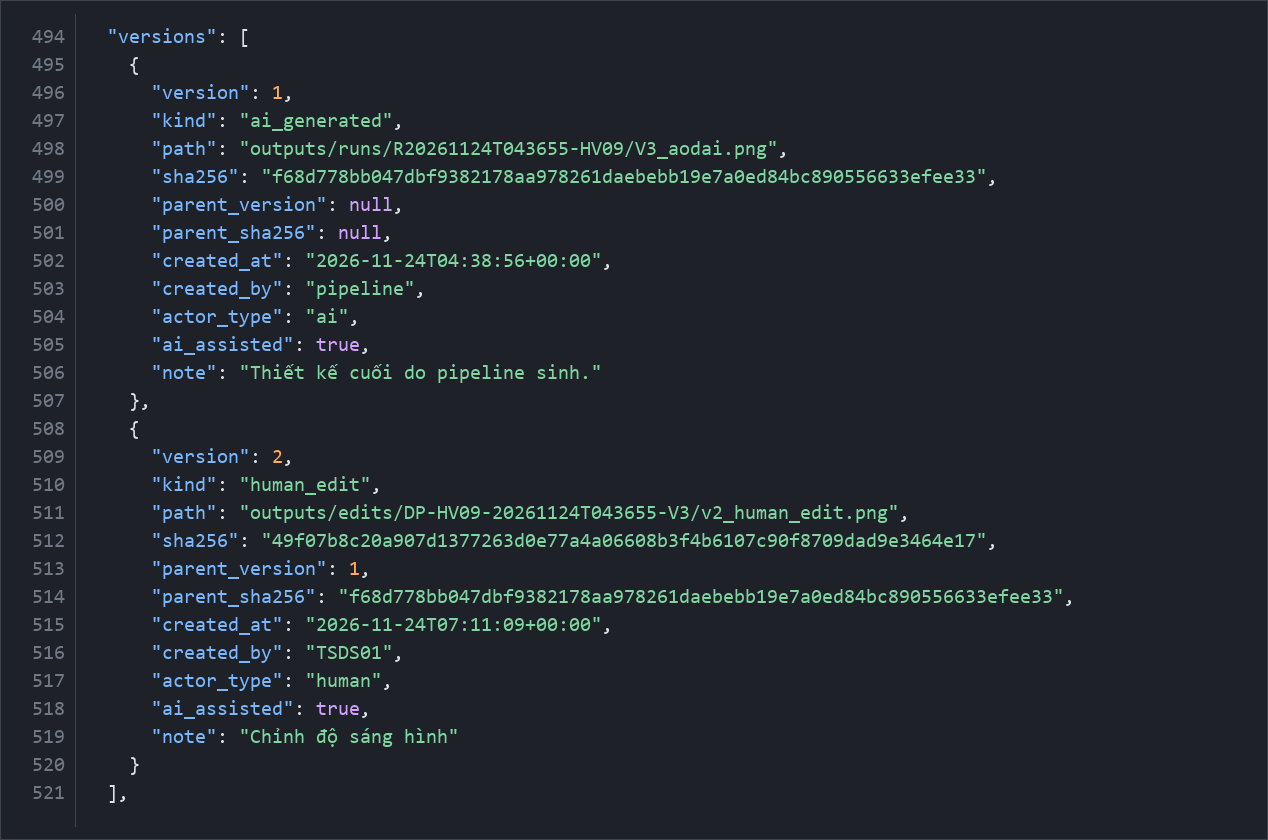 494 "versions": [
495 {
496 "version": 1,
497 "kind": "ai_generated",
498 "path": "outputs/runs/R20261124T043655-HV09/V3_aodai.png",
499 "sha256": "f68d778bb047dbf9382178aa978261daebebb19e7a0ed84bc890556633efee33",
500 "parent_version": null,
501 "parent_sha256": null,
502 "created_at": "2026-11-24T04:38:56+00:00",
503 "created_by": "pipeline",
504 "actor_type": "ai",
505 "ai_assisted": true,
506 "note": "Thiết kế cuối do pipeline sinh."
507 },
508 {
509 "version": 2,
510 "kind": "human_edit",
511 "path": "outputs/edits/DP-HV09-20261124T043655-V3/v2_human_edit.png",
512 "sha256": "49f07b8c20a907d1377263d0e77a4a06608b3f4b6107c90f8709dad9e3464e17",
513 "parent_version": 1,
514 "parent_sha256": "f68d778bb047dbf9382178aa978261daebebb19e7a0ed84bc890556633efee33",
515 "created_at": "2026-11-24T07:11:09+00:00",
516 "created_by": "TSDS01",
517 "actor_type": "human",
518 "ai_assisted": true,
519 "note": "Chỉnh độ sáng hình"
520 }
521 ],